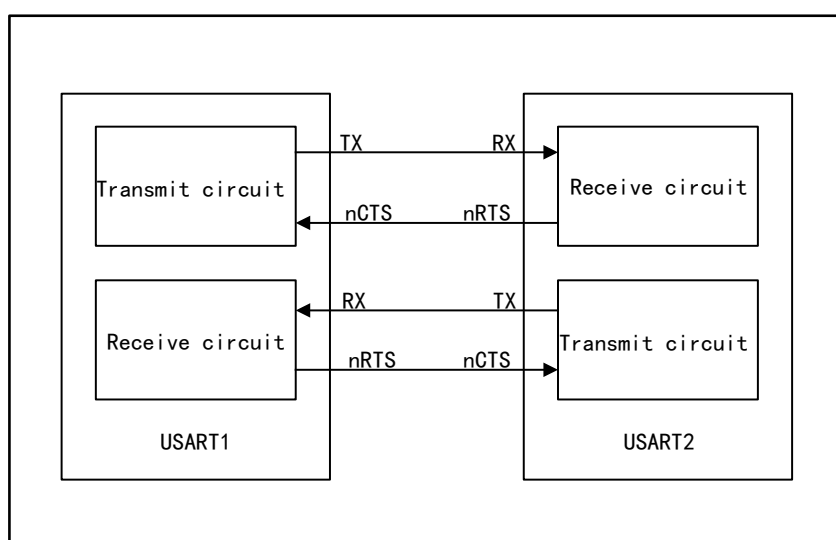 TX RX
Transmit circuit Receive circuit
nCTS nRTS
RX TX
Receive circuit Transmit circuit
nRTS nCTS
USART1 USART2